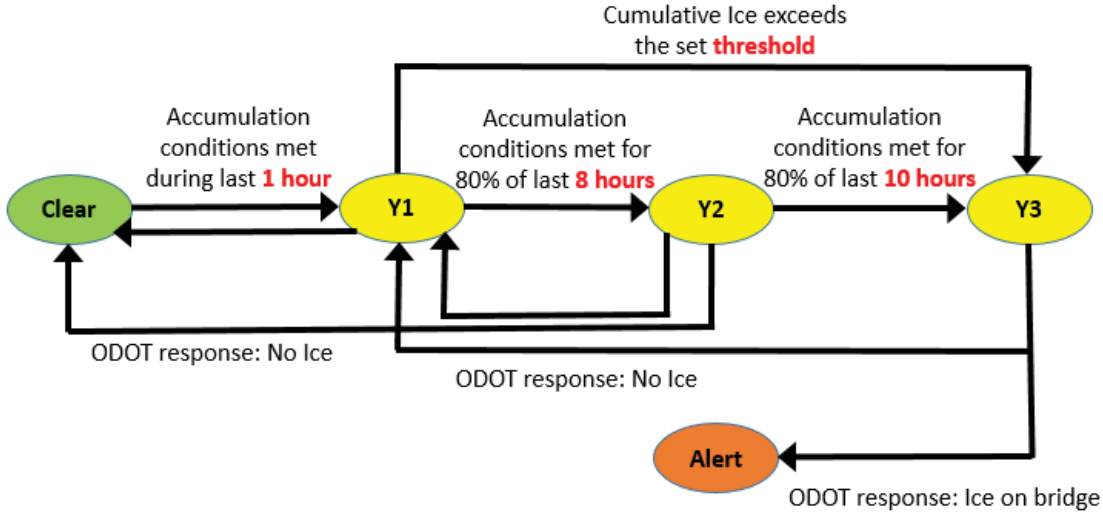 Cumulative Ice exceeds
the set threshold
Accumulation
conditions met
during last 1 hour
Accumulation
conditions met for
80% of last 8 hours
Accumulation
conditions met for
80% of last 10 hours
Clear
Y1
Y2
Y3
ODOT response: No Ice
ODOT response: No Ice
Alert
ODOT response: Ice on bridge